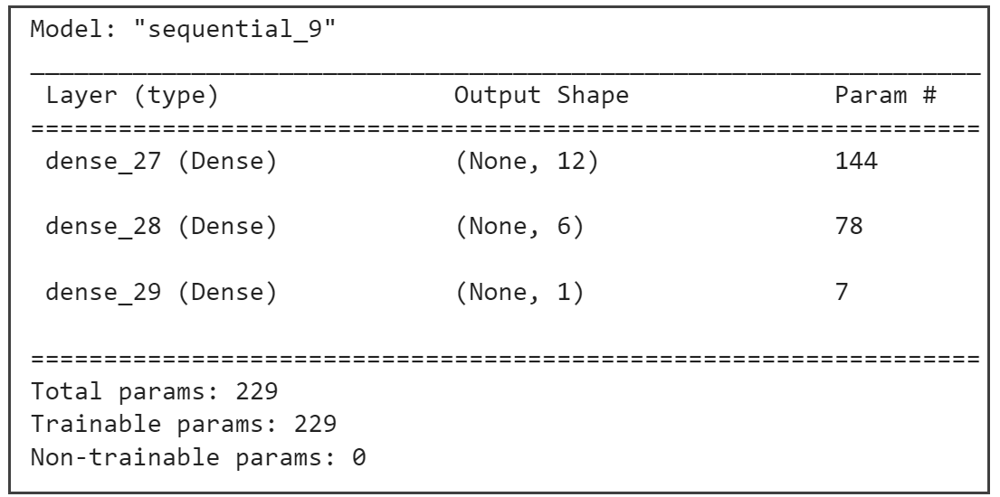 Model: "sequential_9"
_________________________________________________________________
Layer (type) Output Shape Param #
=================================================================
dense_27 (Dense) (None, 12) 144
dense_28 (Dense) (None, 6) 78
dense_29 (Dense) (None, 1) 7
=================================================================
Total params: 229
Trainable params: 229
Non-trainable params: 0